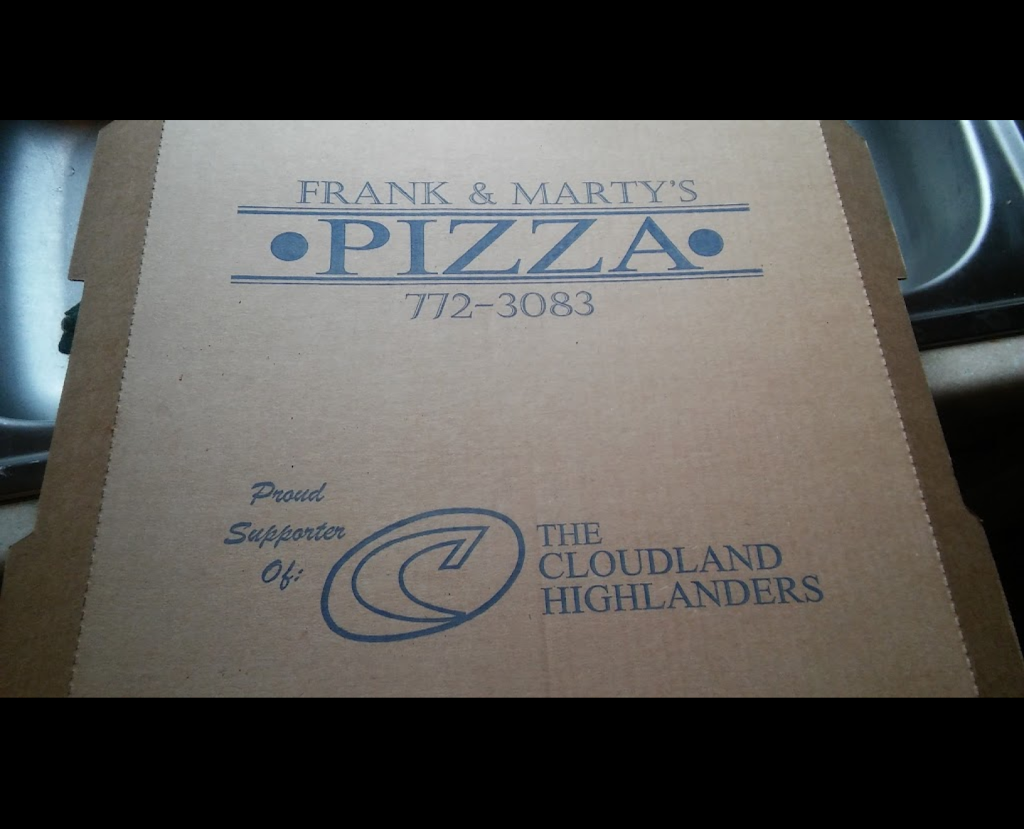 FRANK & MARTY'S
•PIZZA•
772-3083
Proud
Supporter
Of:
C
THE
CLOUDLAND
HIGHLANDERS